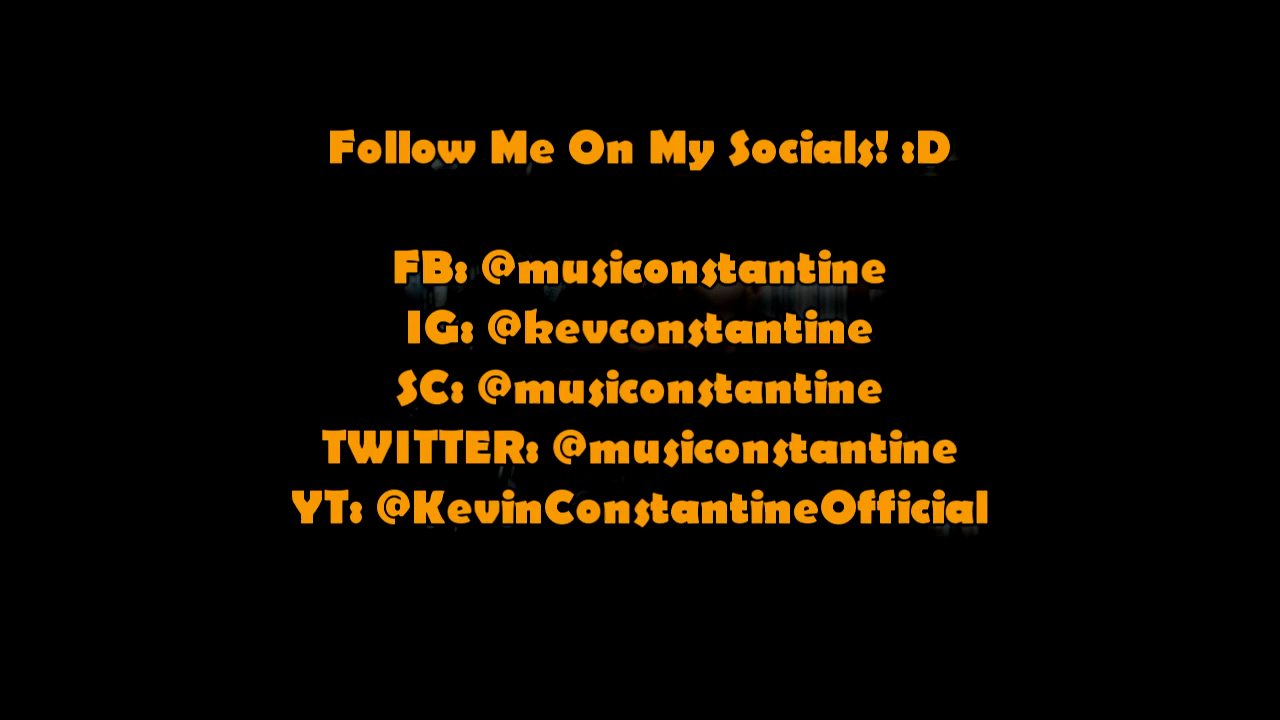 Follow Me On My Socials! :D
FB: @musiconstantine
IG: @kevconstantine
SC: @musiconstantine
TWITTER: @musiconstantine
YT: @KevinConstantineOfficial